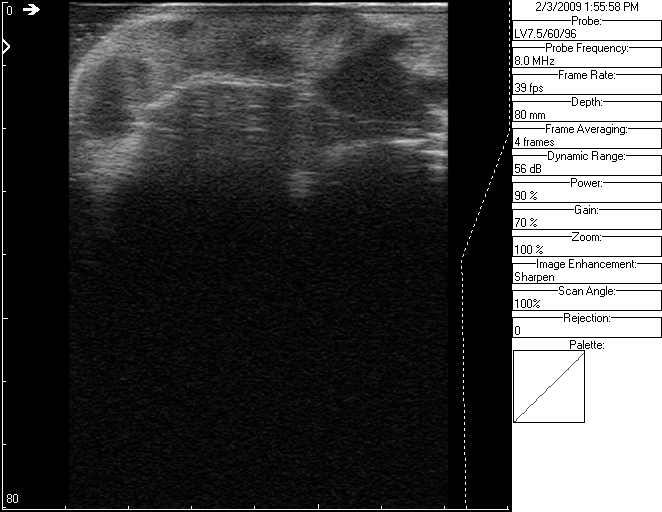 0
80
2/3/2009 1:55:58 PM
Probe:
LV7.5/60/96
Probe Frequency:
8.0 MHz
Frame Rate:
39 fps
Depth:
80 mm
Frame Averaging:
4 frames
Dynamic Range:
56 dB
Power:
90 %
Gain:
70 %
Zoom:
100 %
Image Enhancement:
Sharpen
Scan Angle:
100%
Rejection:
0
Palette: